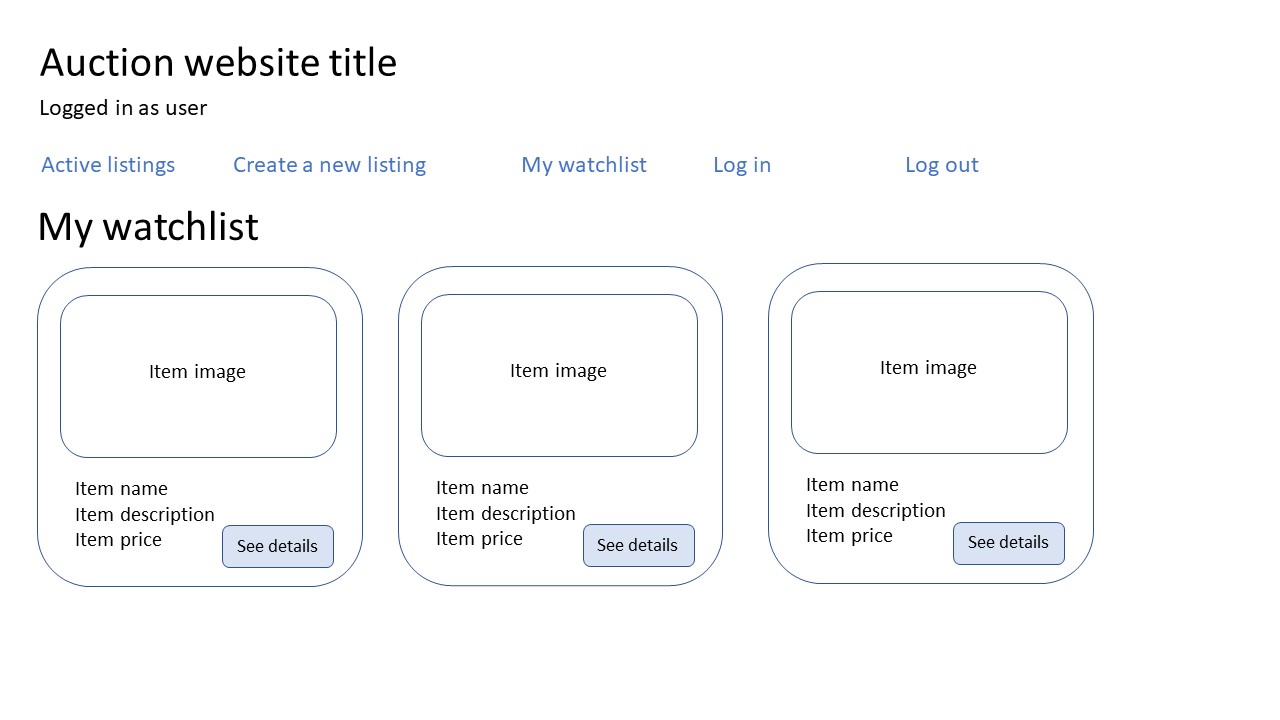 Auction website title
Logged in as user
Active listings Create a new listing My watchlist Log in Log out
My watchlist
Item image
Item name
Item description
Item price
See details
Item image
Item name
Item description
Item price
See details
Item image
Item name
Item description
Item price
See details